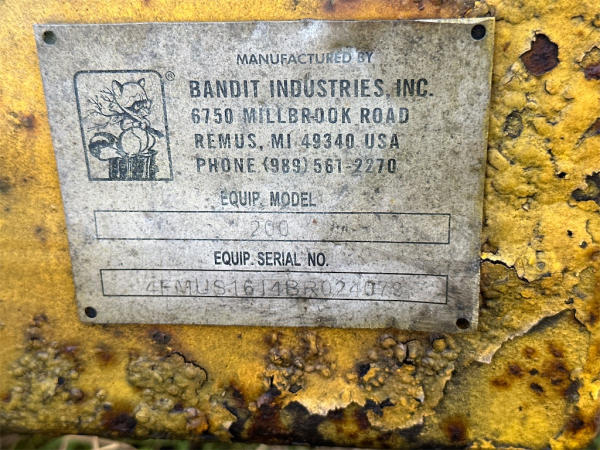 MANUFACTURED BY
®
BANDIT INDUSTRIES, INC.
6750 MILLBROOK ROAD
REMUS, MI 49340 USA
PHONE (989) 561-2270
EQUIP. MODEL
200
EQUIP. SERIAL NO.
4FMUS1614BR024078